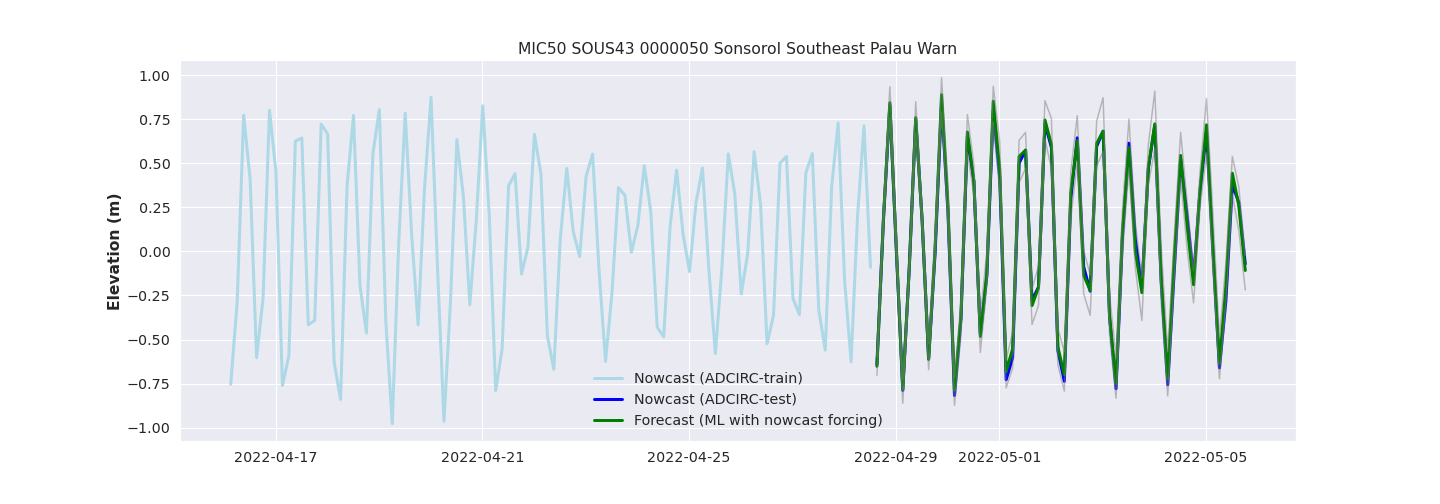 MIC50 SOUS43 0000050 Sonsorol Southeast Palau Warn
Elevation (m)
1.00
0.75
0.50
0.25
0.00
−0.25
−0.50
−0.75
−1.00
Nowcast (ADCIRC-train)
Nowcast (ADCIRC-test)
Forecast (ML with nowcast forcing)
2022-04-17 2022-04-21 2022-04-25 2022-04-29 2022-05-01 2022-05-05